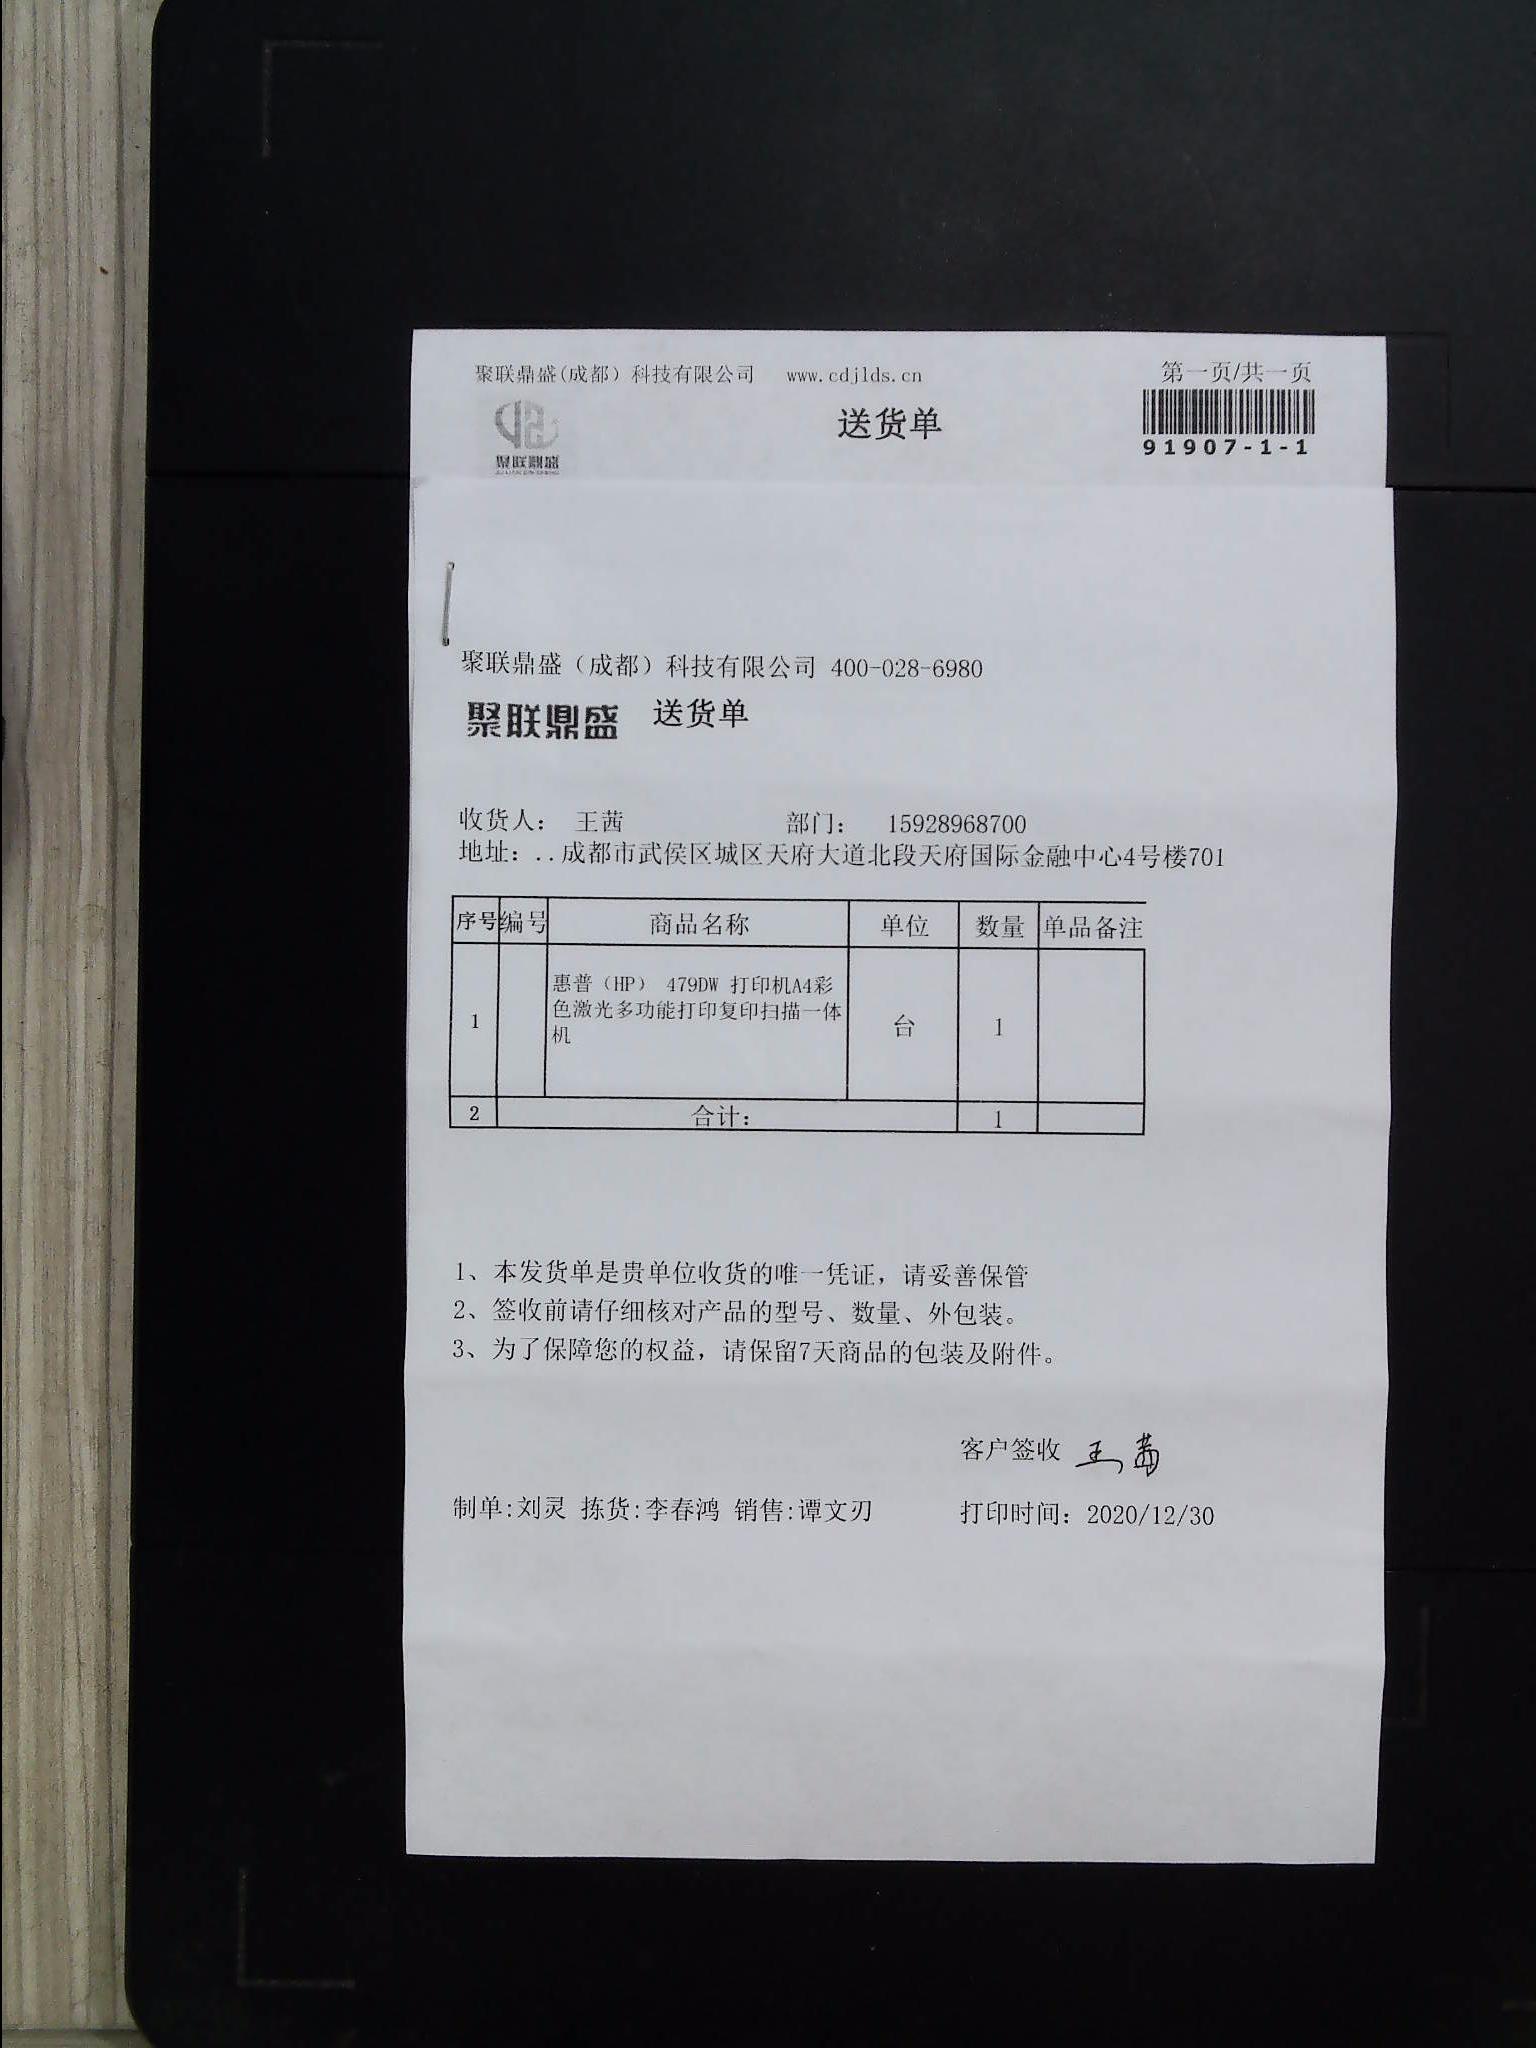 聚联鼎盛(成都）科技有限公司 www.cdjlds.cn
第一页/共一页
送货单
聚联鼎盛
91907-1-1
聚联鼎盛（成都）科技有限公司 400-028-6980
聚联鼎盛 送货单
收货人： 王茜 部门： 15928968700
地址：..成都市武侯区城区天府大道北段天府国际金融中心4号楼701
序号 编号 商品名称 单位 数量 单品备注
惠普（HP） 479DW 打印机A4彩
色激光多功能打印复印扫描一体
机
1 台 1
2 合计： 1
1、本发货单是贵单位收货的唯一凭证，请妥善保管
2、签收前请仔细核对产品的型号、数量、外包装。
3、为了保障您的权益，请保留7天商品的包装及附件。
客户签收 王茜
制单:刘灵 拣货:李春鸿 销售:谭文刃 打印时间：2020/12/30